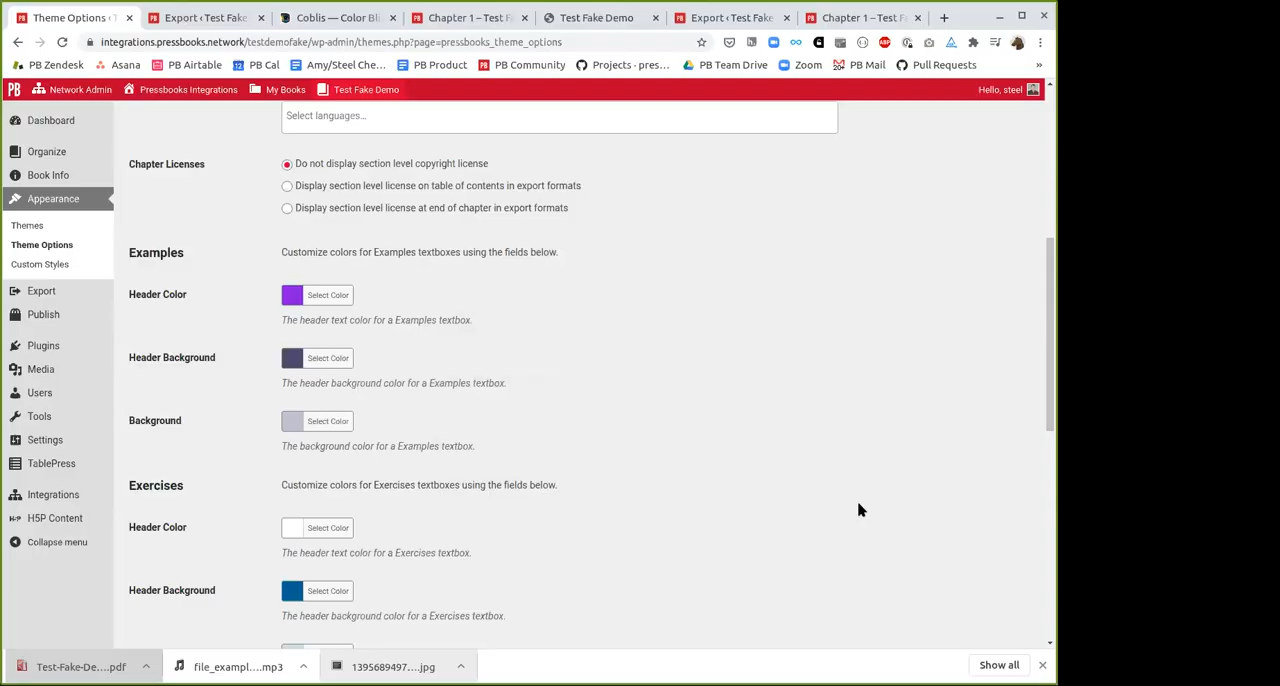 Theme Options ‹ T
Export ‹ Test Fake
Coblis — Color Bli
Chapter 1 – Test F
Test Fake Demo
Export ‹ Test Fake
Chapter 1 – Test F
integrations.pressbooks.network/testdemofake/wp-admin/themes.php?page=pressbooks_theme_options
PB Zendesk
Asana
PB Airtable
PB Cal
Amy/Steel Che…
PB Product
PB Community
Projects · pres…
PB Team Drive
Zoom
PB Mail
Pull Requests
»
PB
Network Admin
Pressbooks Integrations
My Books
Test Fake Demo
Hello, steel
Dashboard
Organize
Book Info
Appearance
Themes
Theme Options
Custom Styles
Export
Publish
Plugins
Media
Users
Tools
Settings
TablePress
Integrations
H5P Content
Collapse menu
Select languages…
Chapter Licenses
Do not display section level copyright license
Display section level license on table of contents in export formats
Display section level license at end of chapter in export formats
Examples
Customize colors for Examples textboxes using the fields below.
Header Color
Select Color
The header text color for a Examples textbox.
Header Background
Select Color
The header background color for a Examples textbox.
Background
Select Color
The background color for a Examples textbox.
Exercises
Customize colors for Exercises textboxes using the fields below.
Header Color
Select Color
The header text color for a Exercises textbox.
Header Background
Select Color
The header background color for a Exercises textbox.
Test-Fake-De....pdf
file_exampl....mp3
1395689497....jpg
Show all